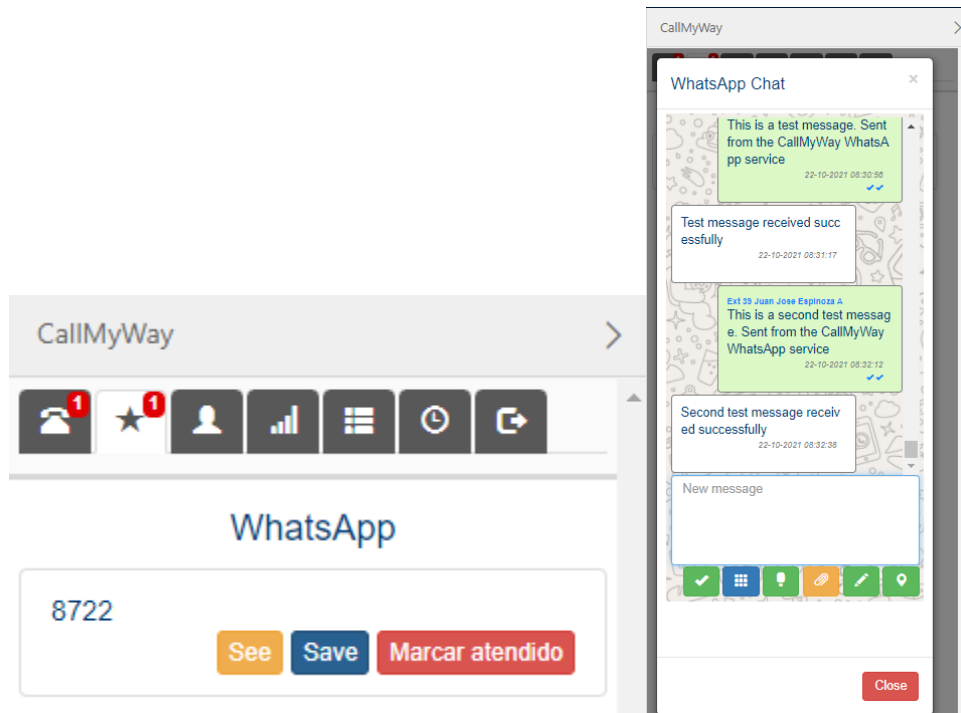 CallMyWay
1
1
WhatsApp
8722
See
Save
Marcar atendido
CallMyWay
WhatsApp Chat
×
This is a test message. Sent
from the CallMyWay WhatsA
pp service
22-10-2021 08:30:56
Test message received succ
essfully
22-10-2021 08:31:17
Ext 39 Juan Jose Espinoza A
This is a second test messag
e. Sent from the CallMyWay
WhatsApp service
22-10-2021 08:32:12
Second test message receiv
ed successfully
22-10-2021 08:32:38
New message
Close